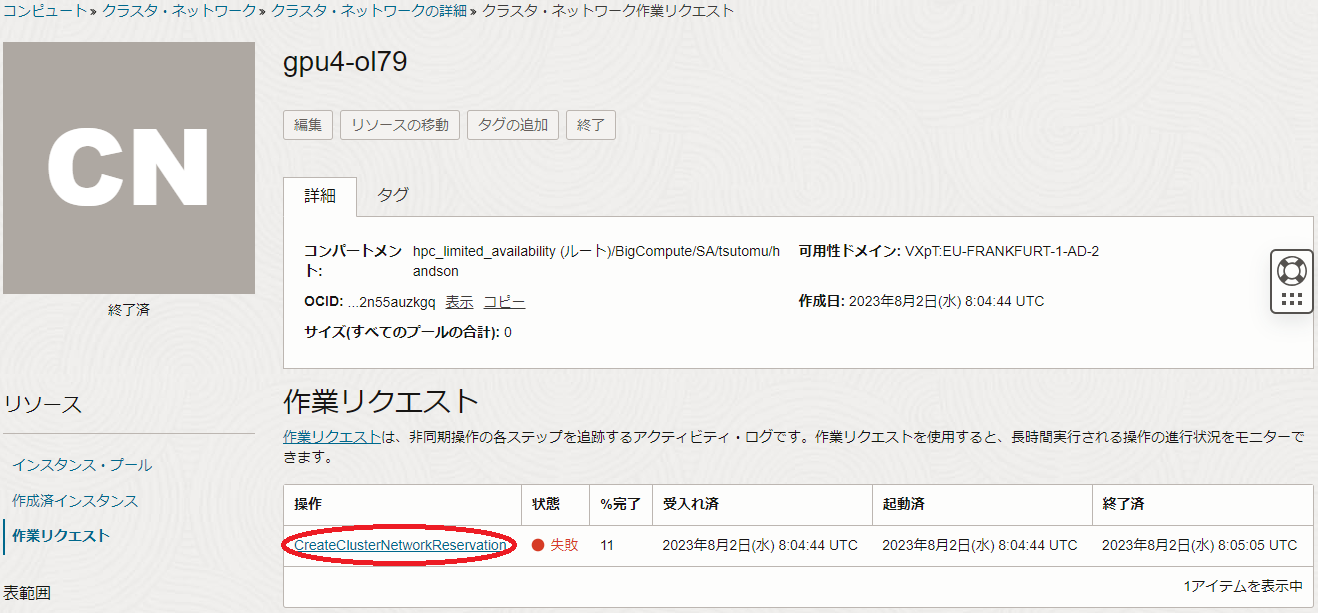 コンピュート » クラスタ・ネットワーク » クラスタ・ネットワークの詳細 » クラスタ・ネットワーク作業リクエスト
CN
終了済
gpu4-ol79
編集 リソースの移動 タグの追加 終了
詳細 タグ
コンパートメン hpc_limited_availability (ルート)/BigCompute/SA/tsutomu/h
ト: andson
OCID: ...2n55auzkgq 表示 コピー
サイズ(すべてのプールの合計): 0
可用性ドメイン: VXpT:EU-FRANKFURT-1-AD-2
作成日: 2023年8月2日(水) 8:04:44 UTC
リソース
インスタンス・プール
作成済インスタンス
作業リクエスト
表範囲
作業リクエスト
作業リクエストは、非同期操作の各ステップを追跡するアクティビティ・ログです。作業リクエストを使用すると、長時間実行される操作の進行状況をモニターで
きます。
操作 状態 %完了 受入れ済 起動済 終了済
CreateClusterNetworkReservation 失敗 11 2023年8月2日(水) 8:04:44 UTC 2023年8月2日(水) 8:04:44 UTC 2023年8月2日(水) 8:05:05 UTC
1アイテムを表示中